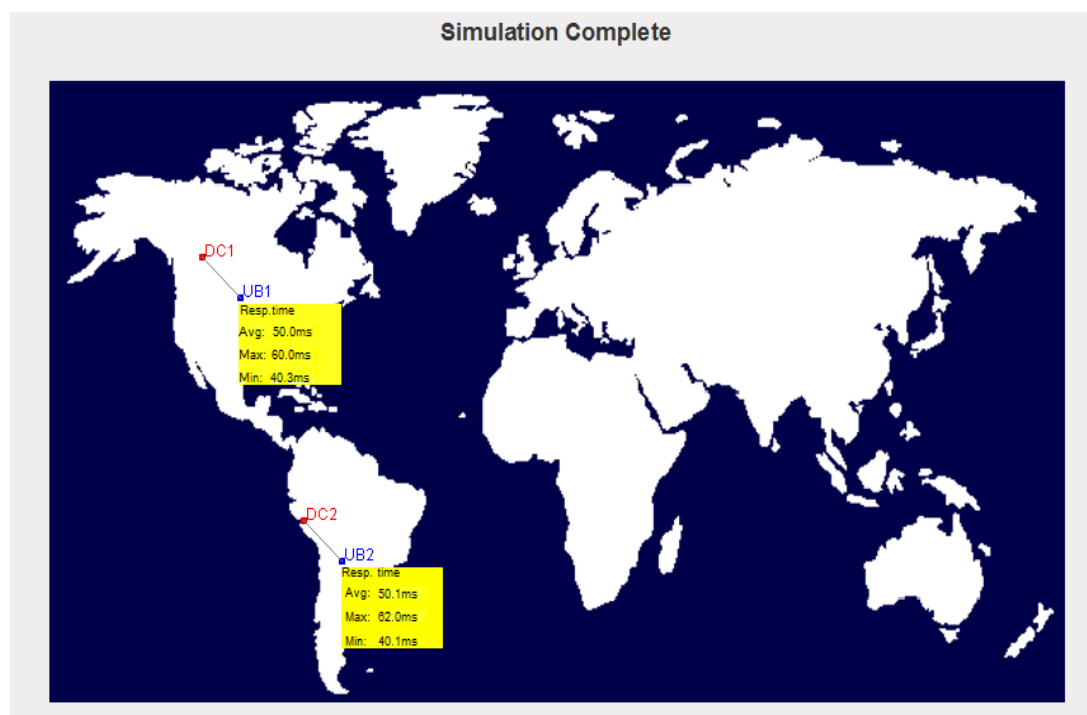 Simulation Complete
DC1
UB1
Resp.time
Avg: 50.0ms
Max: 60.0ms
Min: 40.3ms
DC2
UB2
Resp. time
Avg: 50.1ms
Max: 62.0ms
Min: 40.1ms